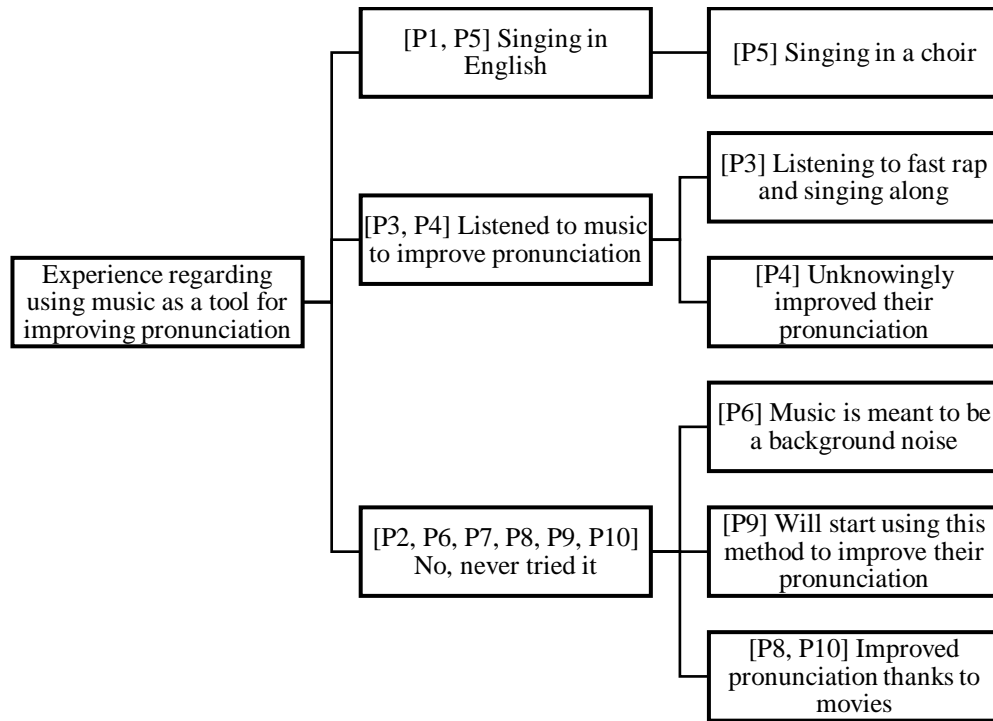 Experience regarding
using music as a tool for
improving pronunciation
[P1, P5] Singing in
English
[P5] Singing in a choir
[P3, P4] Listened to music
to improve pronunciation
[P3] Listening to fast rap
and singing along
[P4] Unknowingly
improved their
pronunciation
[P2, P6, P7, P8, P9, P10]
No, never tried it
[P6] Music is meant to be
a background noise
[P9] Will start using this
method to improve their
pronunciation
[P8, P10] Improved
pronunciation thanks to
movies